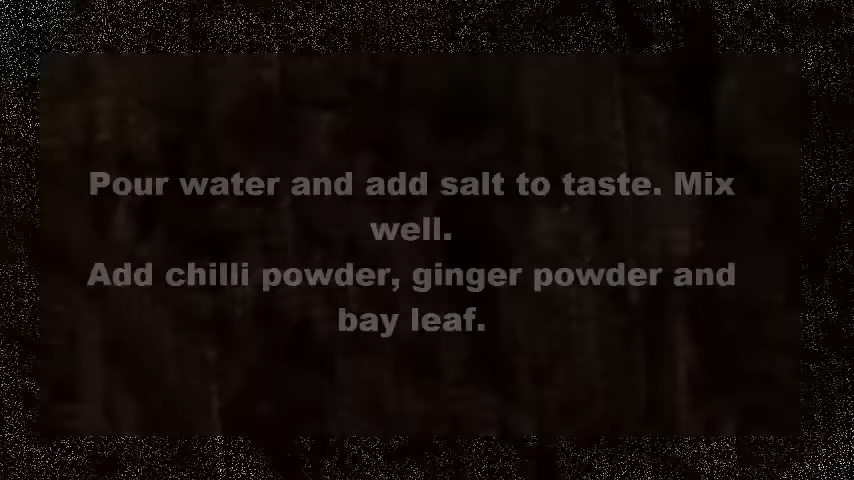 Pour water and add salt to taste. Mix
well.
Add chilli powder, ginger powder and
bay leaf.